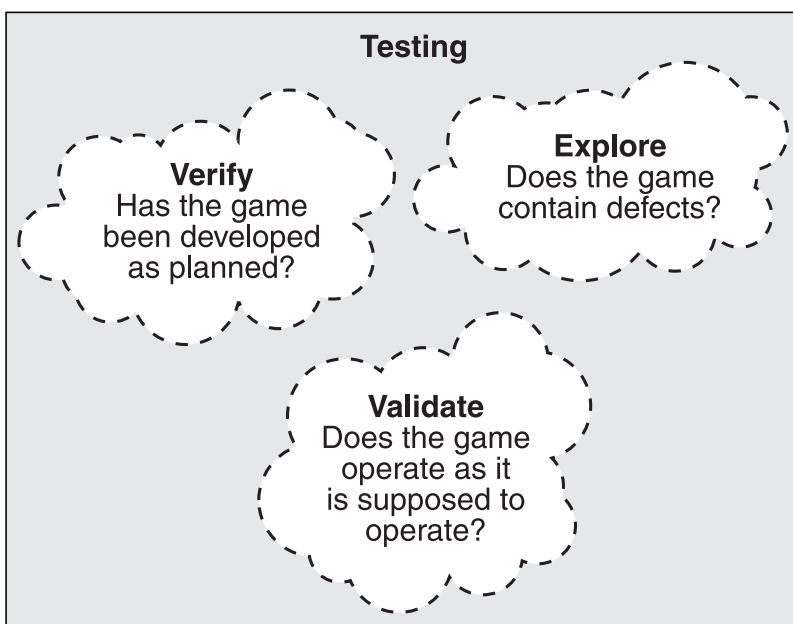 Testing
Verify
Has the game
been developed
as planned?
Explore
Does the game
contain defects?
Validate
Does the game
operate as it
is supposed to
operate?